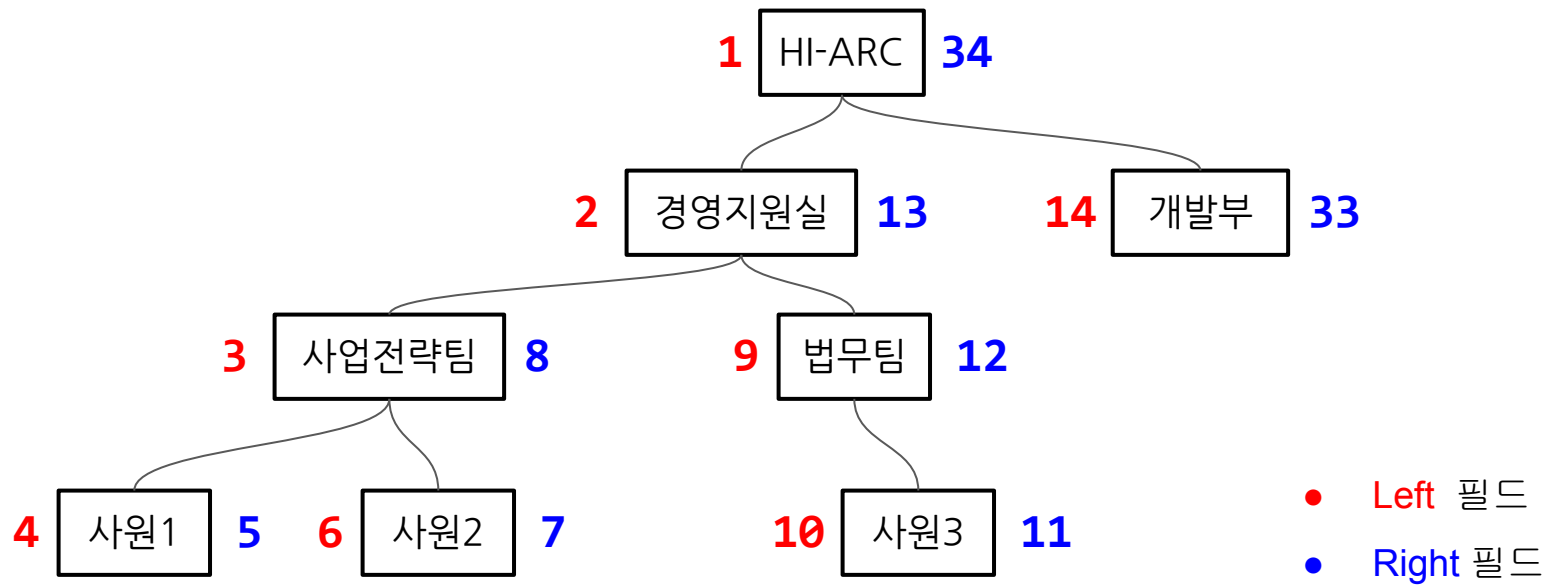 1 HI-ARC 34
2 경영지원실 13 14 개발부 33
3 사업전략팀 8 9 법무팀 12
4 사원1 5 6 사원2 7 10 사원3 11
● Left 필드
● Right 필드